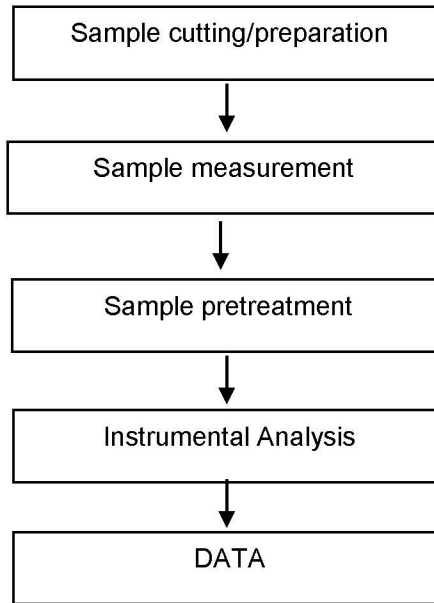 Sample cutting/preparation
Sample measurement
Sample pretreatment
Instrumental Analysis
DATA